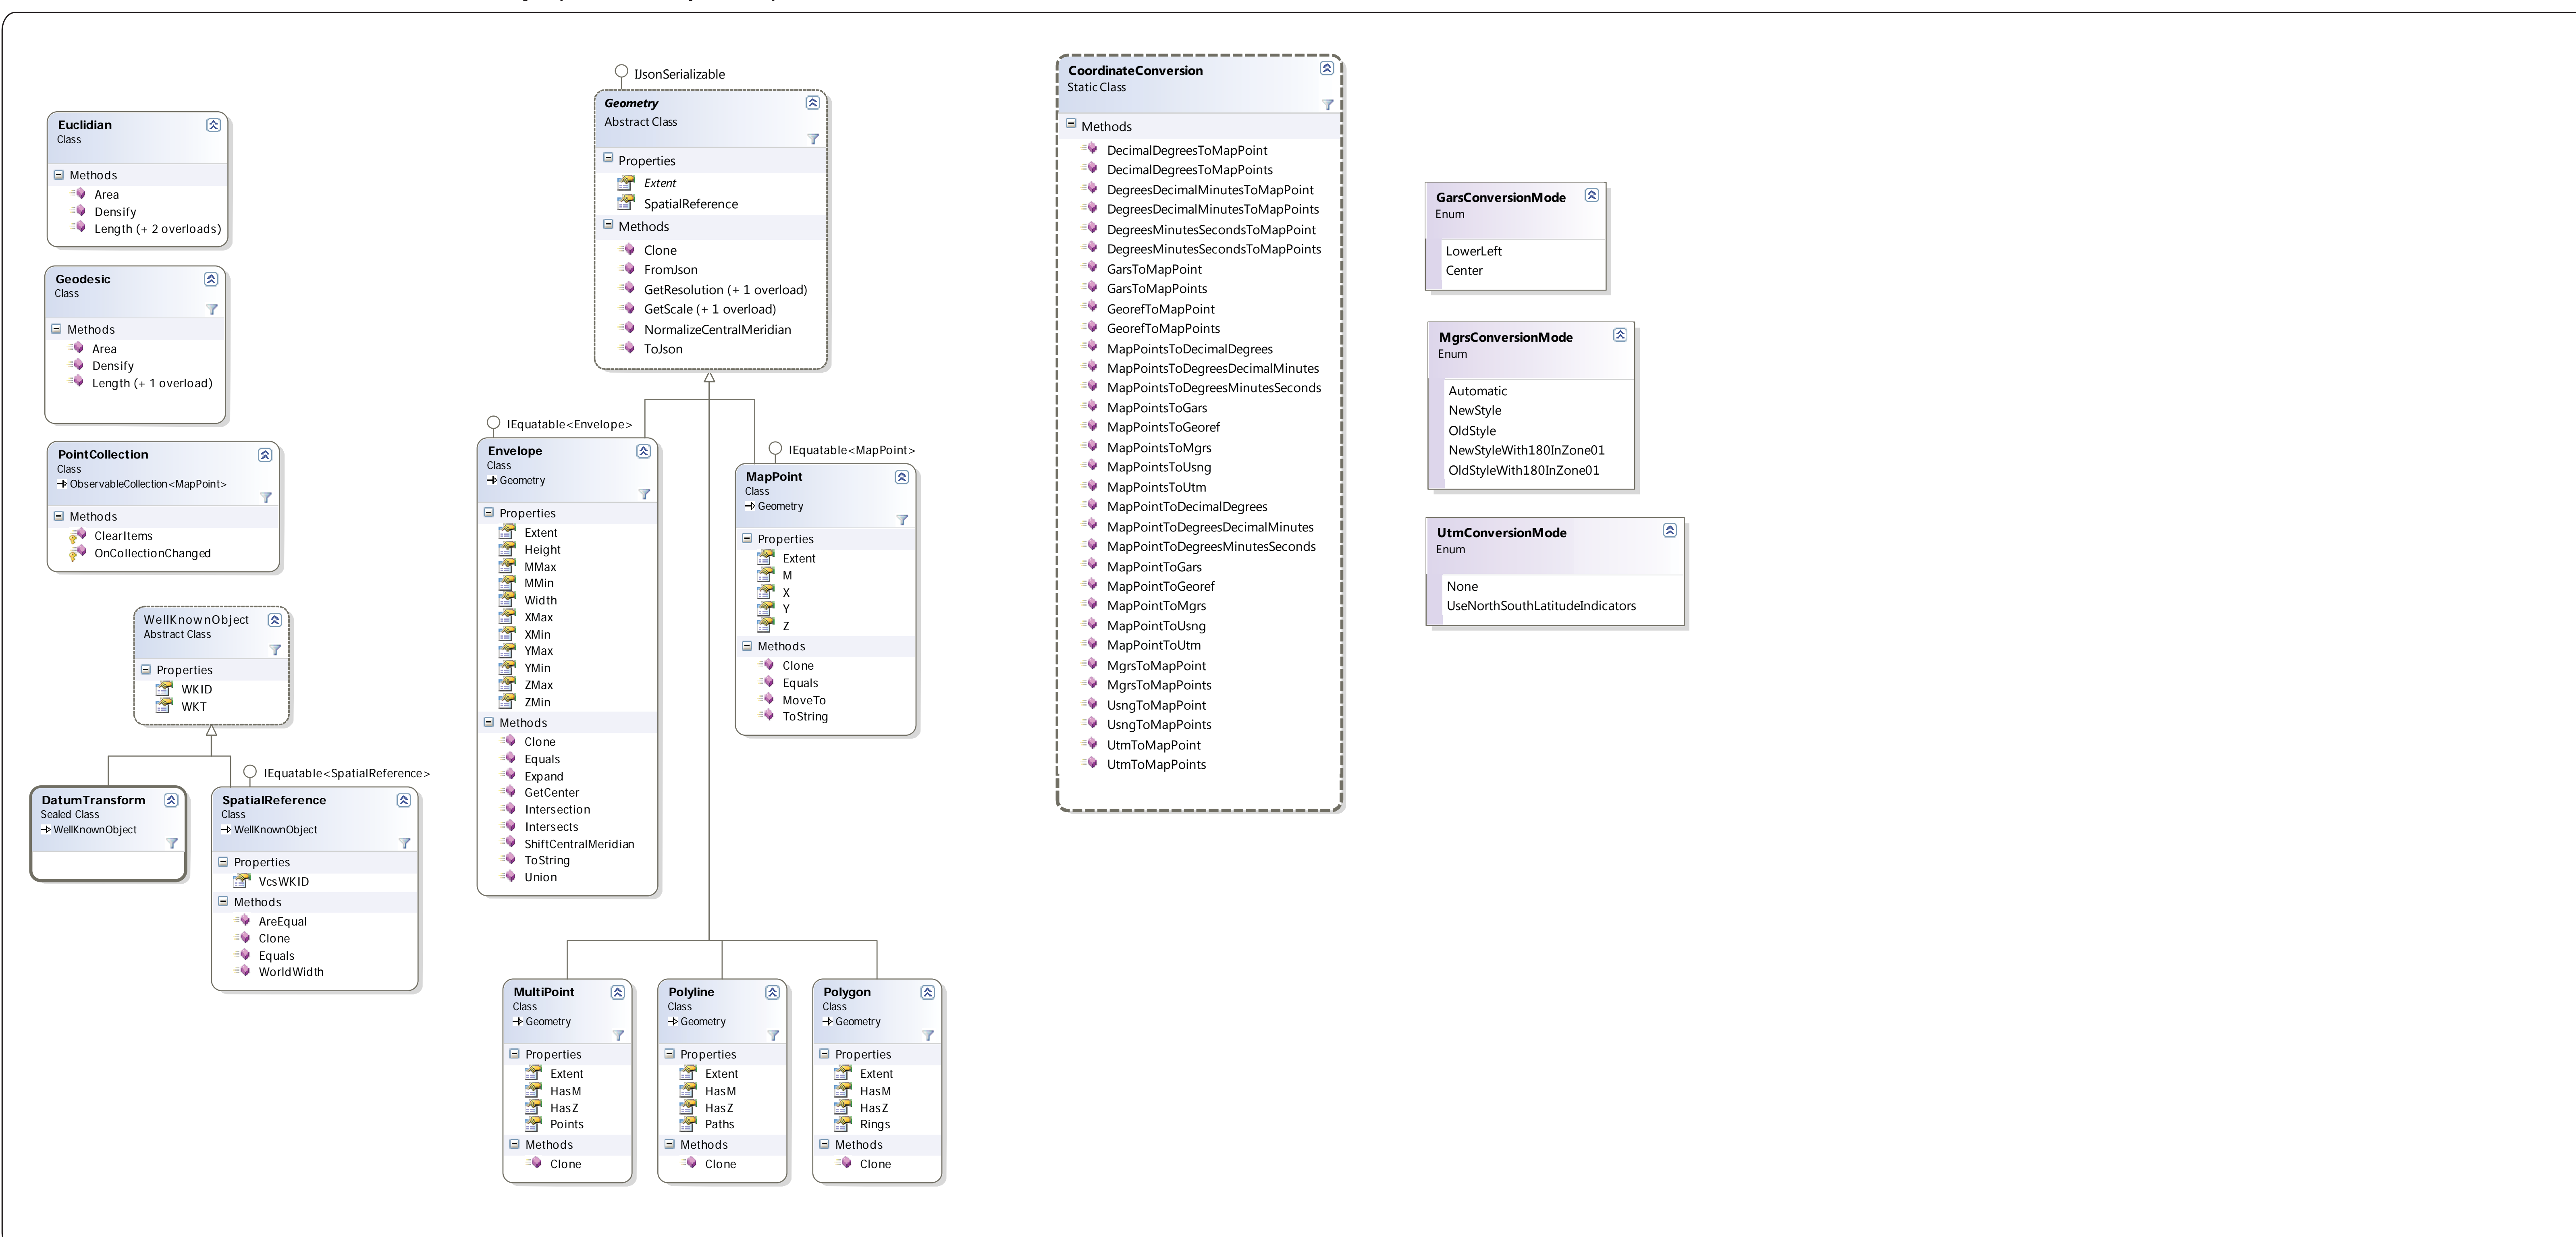 Euclidian
Class
Methods
Area
Densify
Length (+ 2 overloads)
Geodesic
Class
Methods
Area
Densify
Length (+ 1 overload)
PointCollection
Class
ObservableCollection<MapPoint>
Methods
ClearItems
OnCollectionChanged
WellKnownObject
Abstract Class
Properties
WKID
WKT
DatumTransform
Sealed Class
WellKnownObject
IEquatable<SpatialReference>
SpatialReference
Class
WellKnownObject
Properties
VcsWKID
Methods
AreEqual
Clone
Equals
WorldWidth
IJsonSerializable
Geometry
Abstract Class
Properties
Extent
SpatialReference
Methods
Clone
FromJson
GetResolution (+ 1 overload)
GetScale (+ 1 overload)
NormalizeCentralMeridian
ToJson
IEquatable<Envelope>
Envelope
Class
Geometry
Properties
Extent
Height
MMax
MMin
Width
XMax
XMin
YMax
YMin
ZMax
ZMin
Methods
Clone
Equals
Expand
GetCenter
Intersection
Intersects
ShiftCentralMeridian
ToString
Union
IEquatable<MapPoint>
MapPoint
Class
Geometry
Properties
Extent
M
X
Y
Z
Methods
Clone
Equals
MoveTo
ToString
MultiPoint
Class
Geometry
Properties
Extent
HasM
HasZ
Points
Methods
Clone
Polyline
Class
Geometry
Properties
Extent
HasM
HasZ
Paths
Methods
Clone
Polygon
Class
Geometry
Properties
Extent
HasM
HasZ
Rings
Methods
Clone
CoordinateConversion
Static Class
Methods
DecimalDegreesToMapPoint
DecimalDegreesToMapPoints
DegreesDecimalMinutesToMapPoint
DegreesDecimalMinutesToMapPoints
DegreesMinutesSecondsToMapPoint
DegreesMinutesSecondsToMapPoints
GarsToMapPoint
GarsToMapPoints
GeorefToMapPoint
GeorefToMapPoints
MapPointsToDecimalDegrees
MapPointsToDegreesDecimalMinutes
MapPointsToDegreesMinutesSeconds
MapPointsToGars
MapPointsToGeoref
MapPointsToMgrs
MapPointsToUsng
MapPointsToUtm
MapPointToDecimalDegrees
MapPointToDegreesDecimalMinutes
MapPointToDegreesMinutesSeconds
MapPointToGars
MapPointToGeoref
MapPointToMgrs
MapPointToUsng
MapPointToUtm
MgrsToMapPoint
MgrsToMapPoints
UsngToMapPoint
UsngToMapPoints
UtmToMapPoint
UtmToMapPoints
GarsConversionMode
Enum
LowerLeft
Center
MgrsConversionMode
Enum
Automatic
NewStyle
OldStyle
NewStyleWith180InZone01
OldStyleWith180InZone01
UtmConversionMode
Enum
None
UseNorthSouthLatitudeIndicators